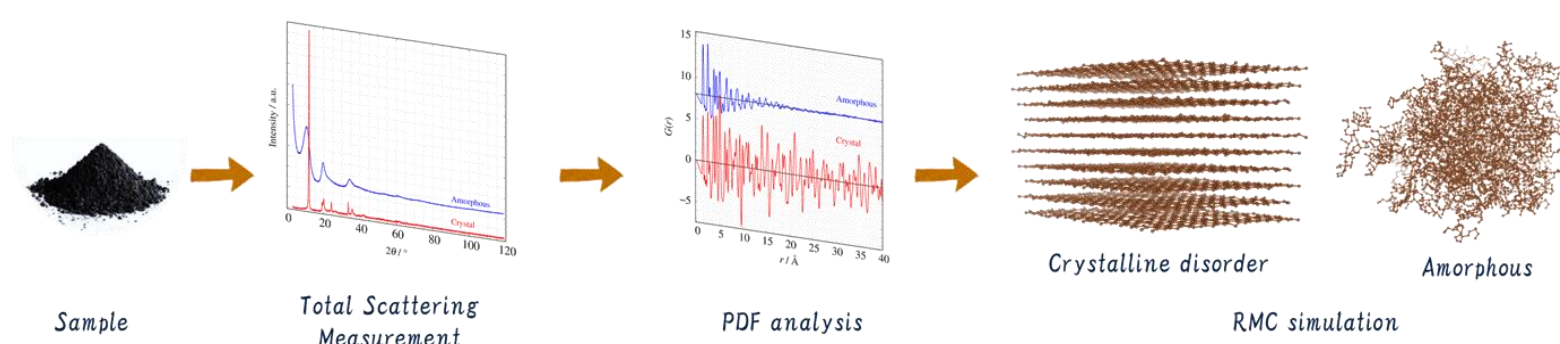 Intensity / a.u.
Amorphous
Crystal
0 20 40 60 80 100 120
2θ / °
15
10
5
0
−5
G(r)
Amorphous
Crystal
0 5 10 15 20 25 30 35 40
r / Å
Crystalline disorder
Amorphous
Sample
Total Scattering
Measurement
PDF analysis
RMC simulation